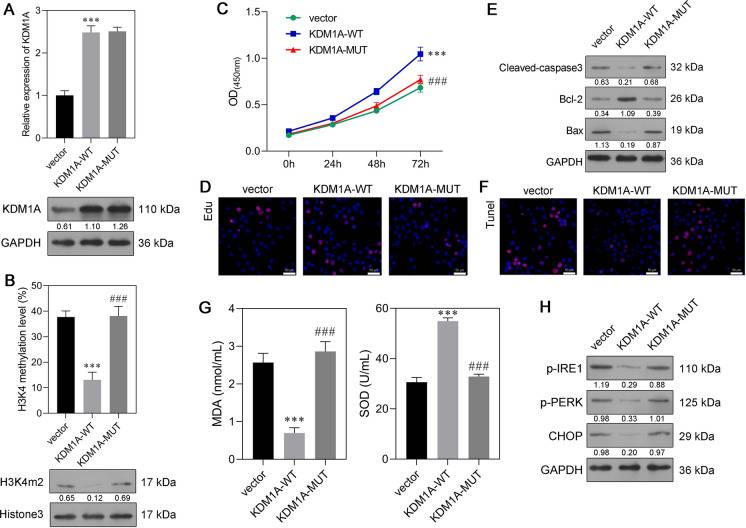 A
Relative expression of KDM1A
3
2
1
0
***
vector
KDM1A-WT
KDM1A-MUT
KDM1A
110 kDa
0.61 1.10 1.26
GAPDH
36 kDa
B
H3K4 methylation level (%)
60
40
20
0
***
###
vector
KDM1A-WT
KDM1A-MUT
H3K4m2
17 kDa
0.65 0.12 0.69
Histone3
17 kDa
C
vector
KDM1A-WT
KDM1A-MUT
OD(450nm)
1.5
1.0
0.5
0.0
***
###
0h 24h 48h 72h
D
vector KDM1A-WT KDM1A-MUT
Edu
E
vector
KDM1A-WT
KDM1A-MUT
Cleaved-caspase3
32 kDa
0.63 0.21 0.68
Bcl-2
26 kDa
0.34 1.09 0.39
Bax
19 kDa
1.13 0.19 0.87
GAPDH
36 kDa
F
vector KDM1A-WT KDM1A-MUT
Tunel
G
MDA (nmol/mL)
4
3
2
1
0
***
###
vector
KDM1A-WT
KDM1A-MUT
SOD (U/mL)
60
40
20
0
***
###
vector
KDM1A-WT
KDM1A-MUT
H
vector
KDM1A-WT
KDM1A-MUT
p-IRE1
110 kDa
1.19 0.29 0.88
p-PERK
125 kDa
0.98 0.33 1.01
CHOP
29 kDa
0.98 0.20 0.97
GAPDH
36 kDa